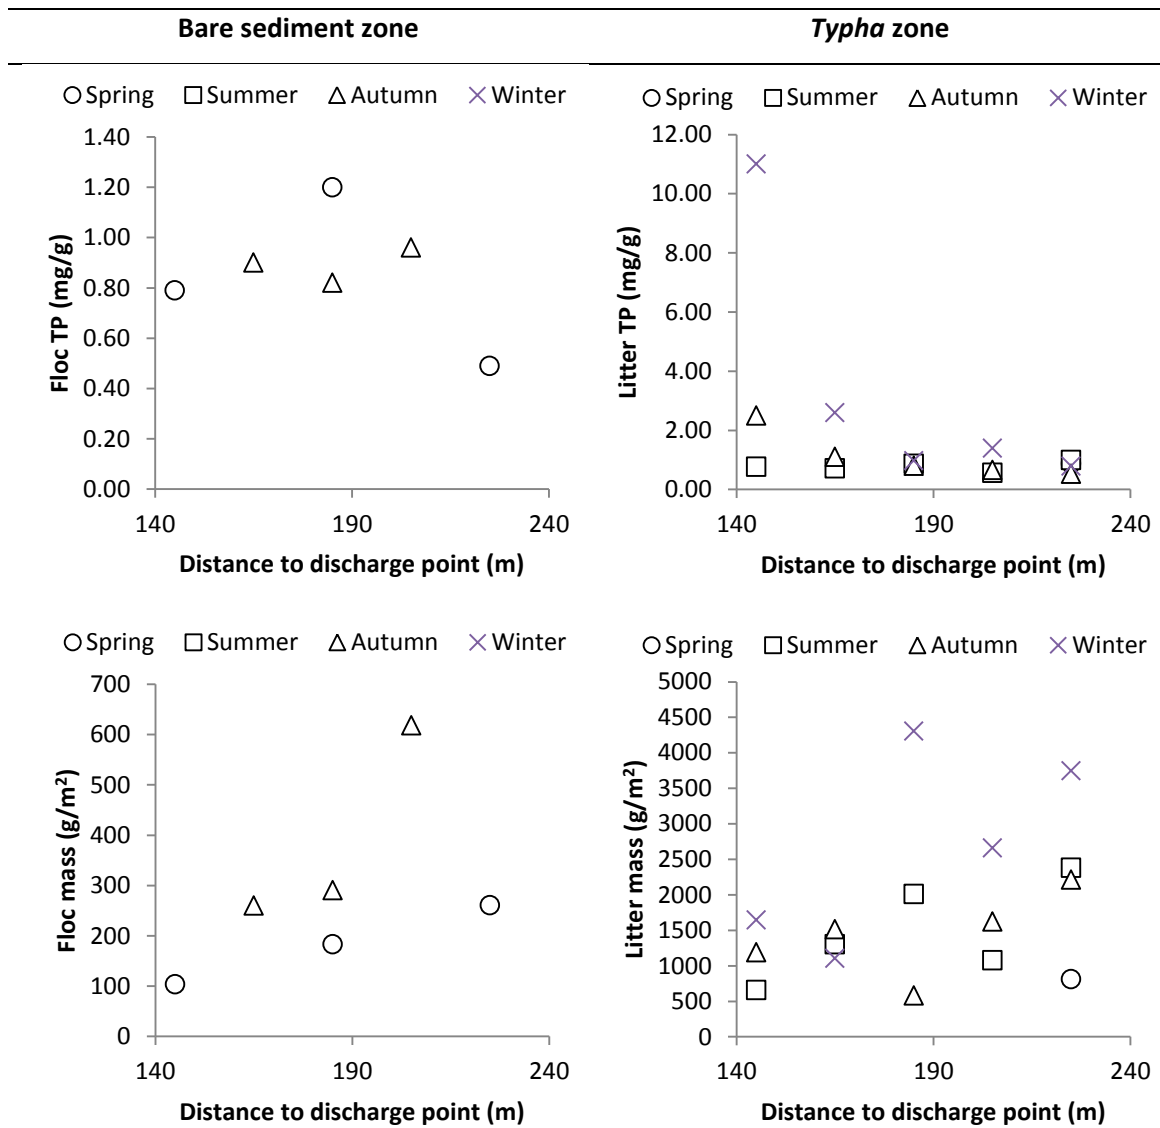 Bare sediment zone
Typha zone
Spring Summer Autumn Winter
1.40
1.20
1.00
0.80
0.60
0.40
0.20
0.00
140 190 240
Floc TP (mg/g)
Distance to discharge point (m)
Spring Summer Autumn Winter
12.00
10.00
8.00
6.00
4.00
2.00
0.00
140 190 240
Litter TP (mg/g)
Distance to discharge point (m)
Spring Summer Autumn Winter
700
600
500
400
300
200
100
0
140 190 240
Floc mass (g/m²)
Distance to discharge point (m)
Spring Summer Autumn Winter
5000
4500
4000
3500
3000
2500
2000
1500
1000
500
0
140 190 240
Litter mass (g/m²)
Distance to discharge point (m)